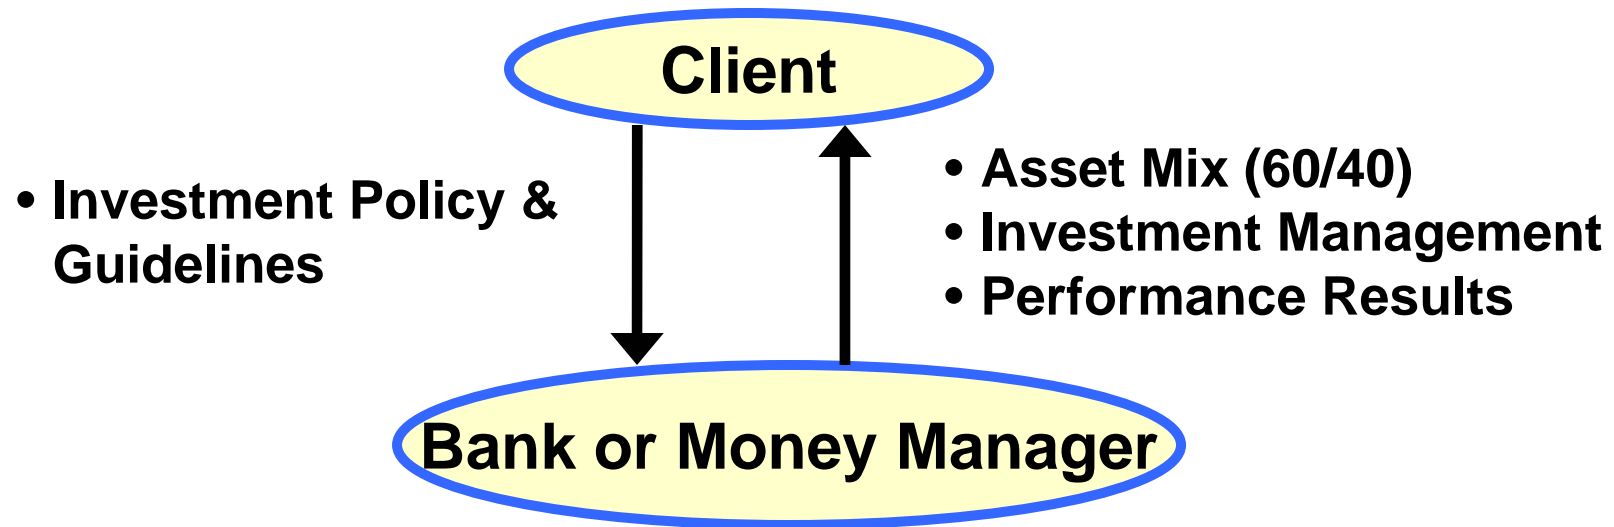 Client
• Investment Policy &
Guidelines
• Asset Mix (60/40)
• Investment Management
• Performance Results
Bank or Money Manager